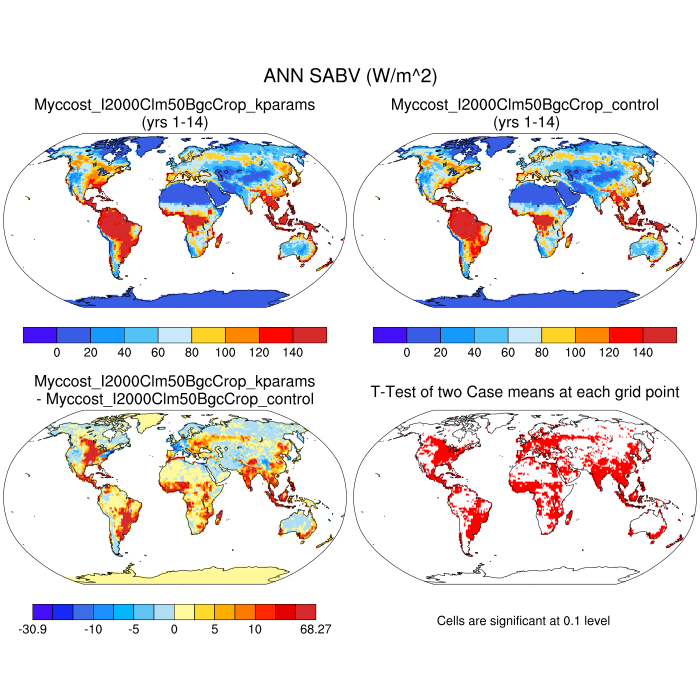 ANN SABV (W/m^2)
Myccost_I2000Clm50BgcCrop_kparams
(yrs 1-14)
Myccost_I2000Clm50BgcCrop_control
(yrs 1-14)
0 20 40 60 80 100 120 140
0 20 40 60 80 100 120 140
Myccost_I2000Clm50BgcCrop_kparams
- Myccost_I2000Clm50BgcCrop_control
T-Test of two Case means at each grid point
-30.9 -10 -5 0 5 10 68.27
Cells are significant at 0.1 level